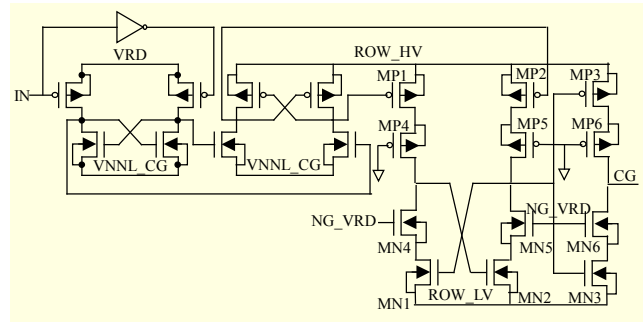 VRD
ROW_HV
IN
MP1
MP2
MP3
MP4
MP5
MP6
VNNL_CG
VNNL_CG
CG
NG_VRD
NG_VRD
MN4
MN5
MN6
MN1
ROW_LV
MN2
MN3